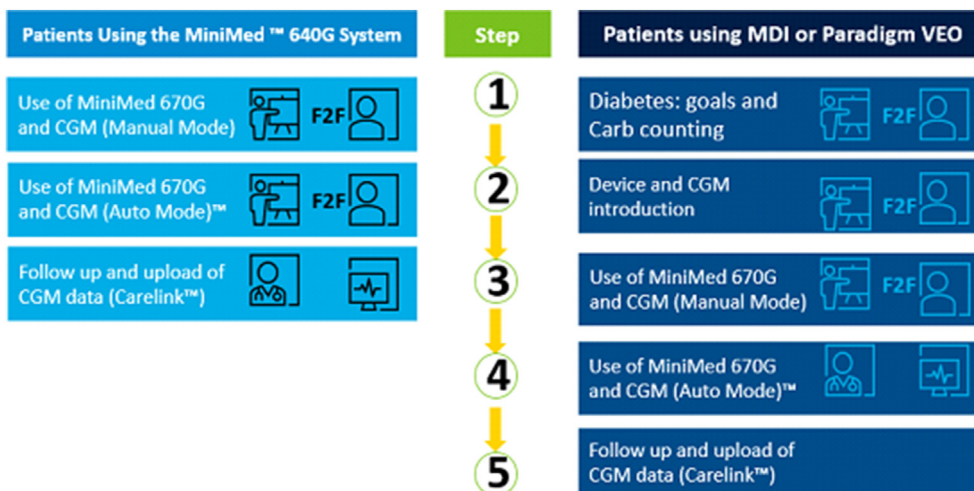 Patients Using the MiniMed ™ 640G System
Step
Patients using MDI or Paradigm VEO
Use of MiniMed 670G
and CGM (Manual Mode)
F2F
1
Diabetes: goals and
Carb counting
F2F
Use of MiniMed 670G
and CGM (Auto Mode)™
F2F
2
Device and CGM
introduction
F2F
Follow up and upload of
CGM data (Carelink™)
3
Use of MiniMed 670G
and CGM (Manual Mode)
F2F
4
Use of MiniMed 670G
and CGM (Auto Mode)™
5
Follow up and upload of
CGM data (Carelink™)